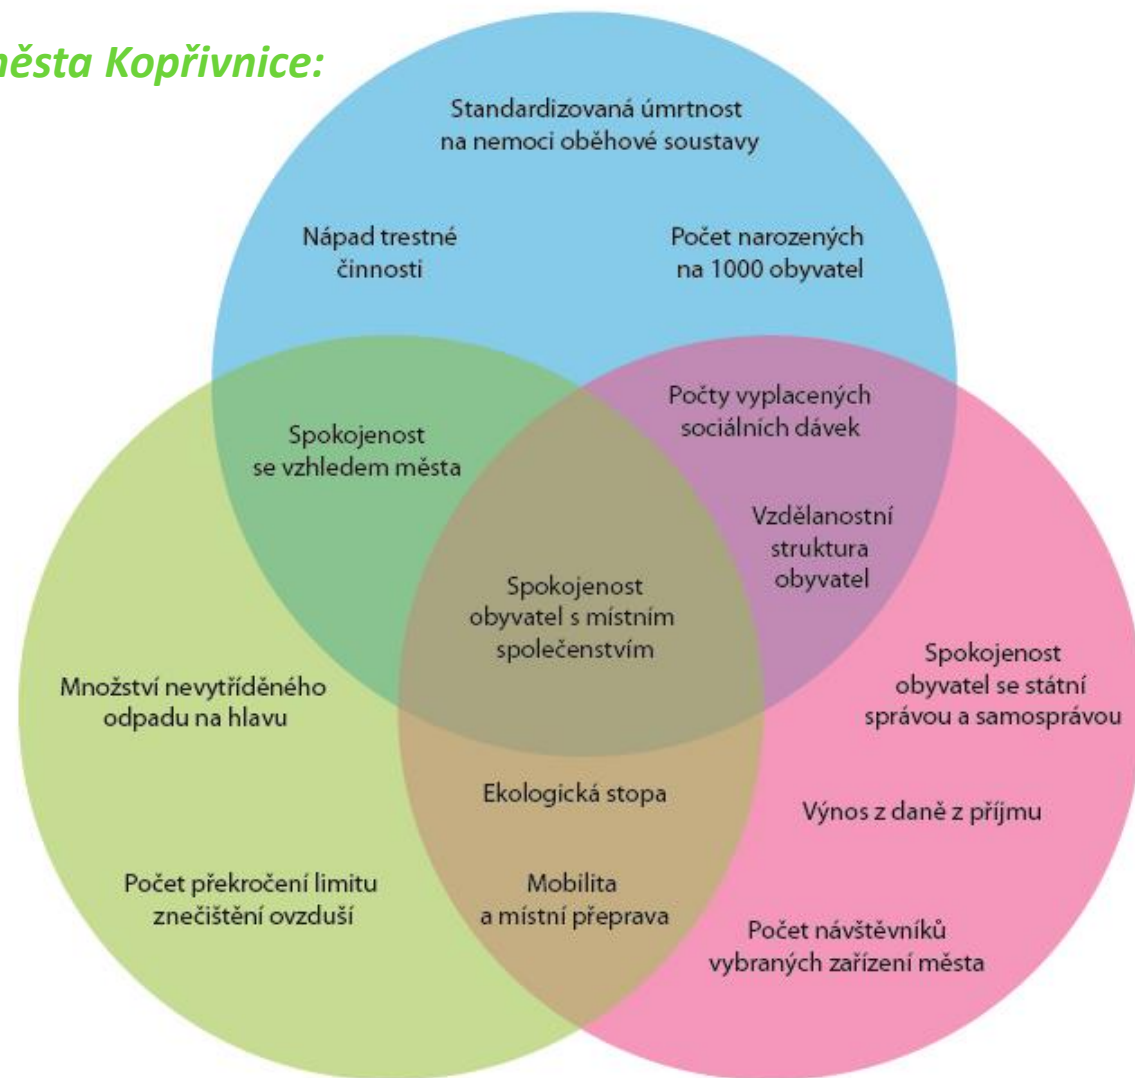 města Kopřivnice:
Standardizovaná úmrtnost
na nemoci oběhové soustavy
Nápad trestné
činnosti
Počet narozených
na 1000 obyvatel
Spokojenost
se vzhledem města
Počty vyplacených
sociálních dávek
Vzdělanostní
struktura
obyvatel
Spokojenost
obyvatel s místním
společenstvím
Množství nevytříděného
odpadu na hlavu
Spokojenost
obyvatel se státní
správou a samosprávou
Ekologická stopa
Výnos z daně z příjmu
Počet překročení limitu
znečištění ovzduší
Mobilita
a místní přeprava
Počet návštěvníků
vybraných zařízení města